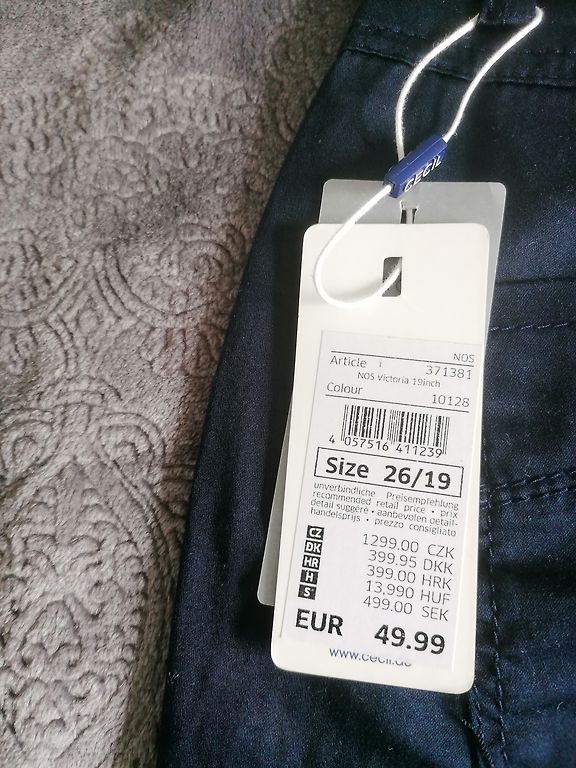 CECIL
NOS
Article 371381
NOS Victoria 19inch
Colour 10128
4 057516 411239
Size 26/19
unverbindliche Preisempfehlung
recommended retail price • prix
detail suggéré • aanbevolen detail-
handelsprijs • prezzo consigliato
CZ 1299.00 CZK
DK 399.95 DKK
HR 399.00 HRK
H 13,990 HUF
S 499.00 SEK
EUR 49.99
www.cecil.de